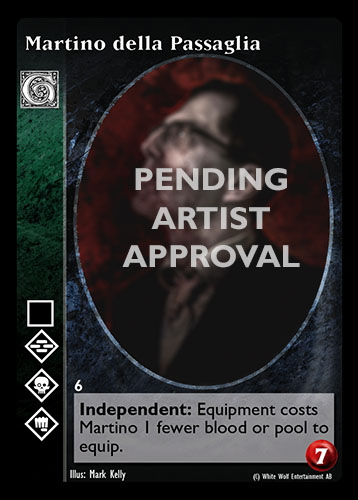 Martino della Passaglia
PENDING
ARTIST
APPROVAL
6
Independent: Equipment costs
Martino 1 fewer blood or pool to
equip.
7
Illus: Mark Kelly
(C) White Wolf Entertainment AB